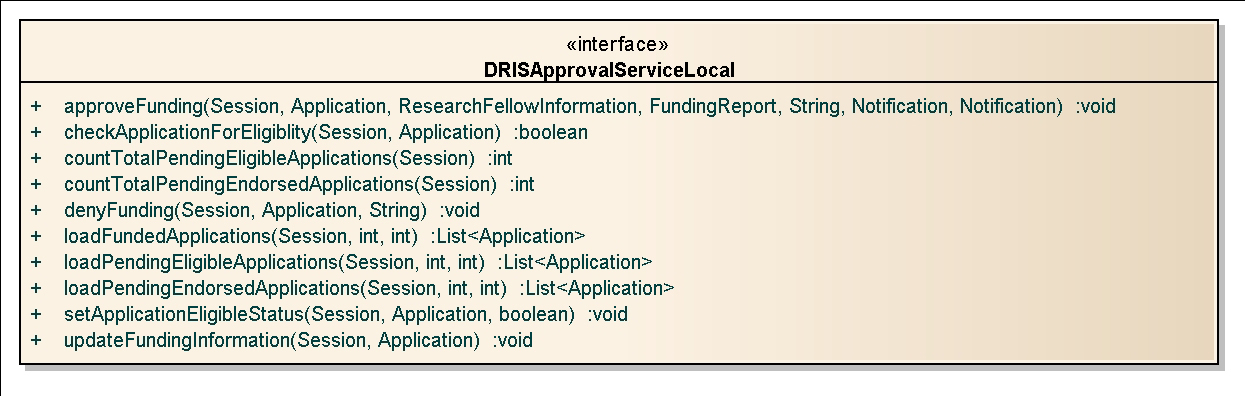 «interface»
DRISApprovalServiceLocal
+ approveFunding(Session, Application, ResearchFellowInformation, FundingReport, String, Notification, Notification) :void
+ checkApplicationForEligiblity(Session, Application) :boolean
+ countTotalPendingEligibleApplications(Session) :int
+ countTotalPendingEndorsedApplications(Session) :int
+ denyFunding(Session, Application, String) :void
+ loadFundedApplications(Session, int, int) :List<Application>
+ loadPendingEligibleApplications(Session, int, int) :List<Application>
+ loadPendingEndorsedApplications(Session, int, int) :List<Application>
+ setApplicationEligibleStatus(Session, Application, boolean) :void
+ updateFundingInformation(Session, Application) :void